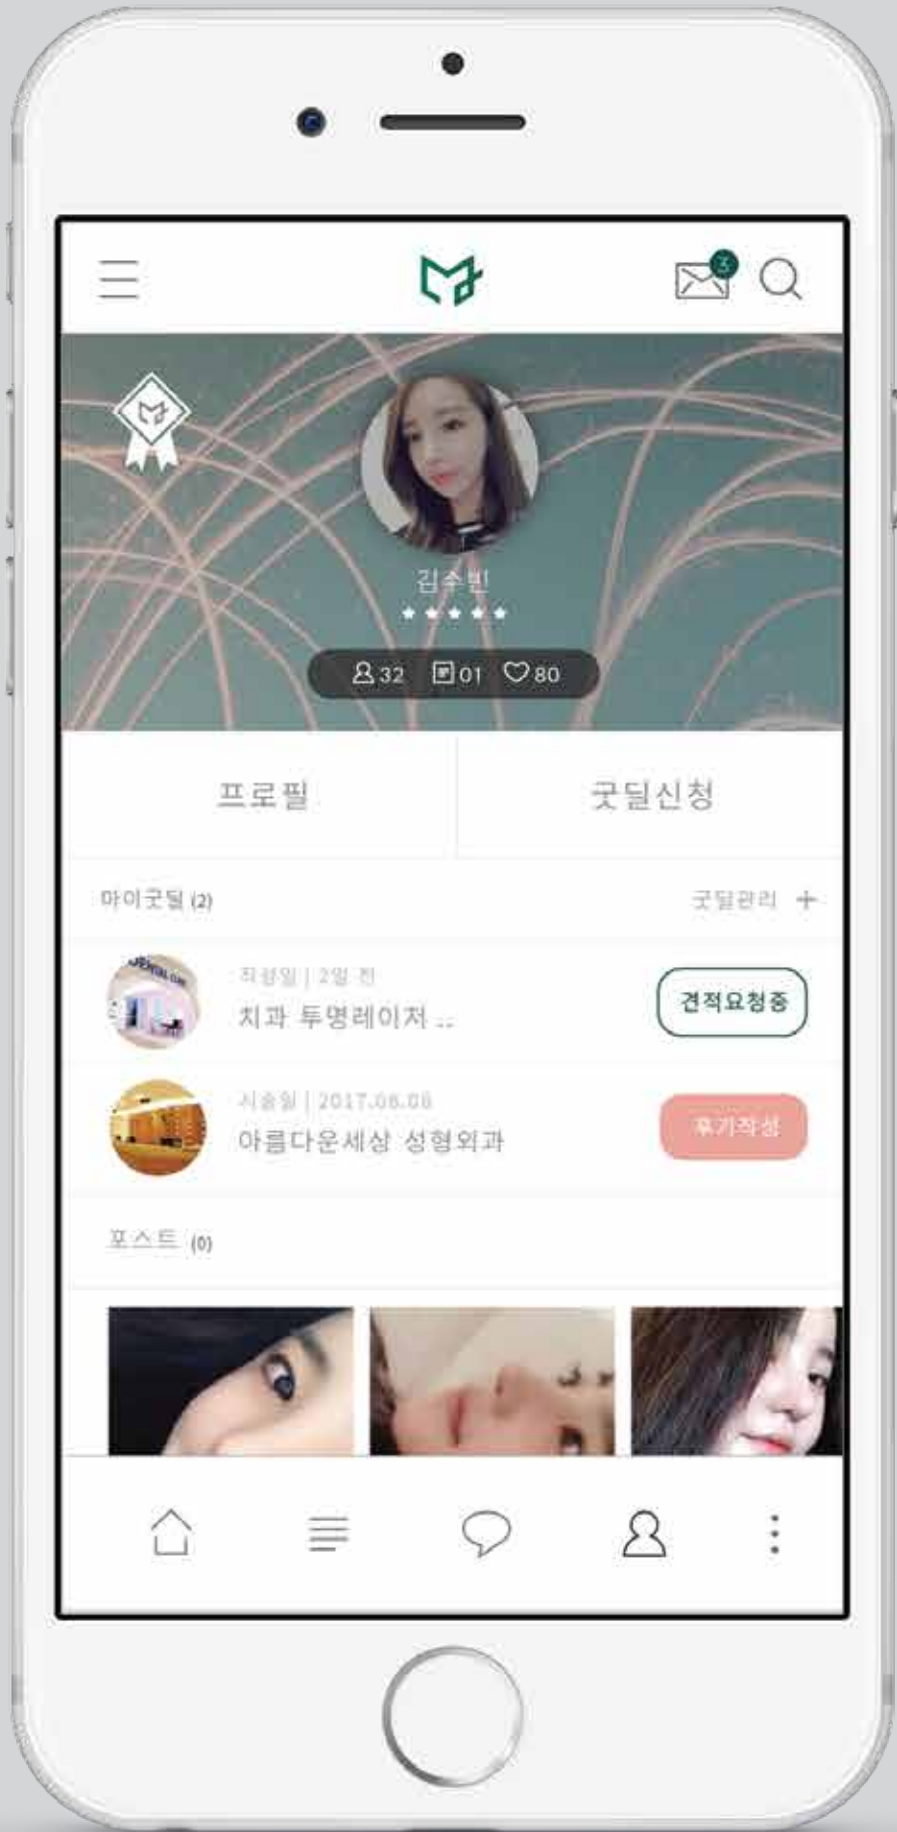 3
김수빈
32 01 80
프로필 굿딜신청
마이굿딜 (2) 굿딜관리 +
작성일 | 2일 전
치과 투명레이저 ..
견적요청중
시술일 | 2017.06.06
아름다운세상 성형외과
후기작성
포스트 (0)